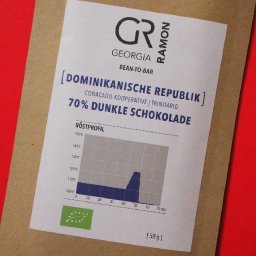 GR
GEORGIA
RAMON
BEAN-TO-BAR
[DOMINIKANISCHE REPUBLIK]
CONACADO KOOPERATIVE | TRINITARIO
70% DUNKLE SCHOKOLADE
RÖSTPROFIL
[50g]